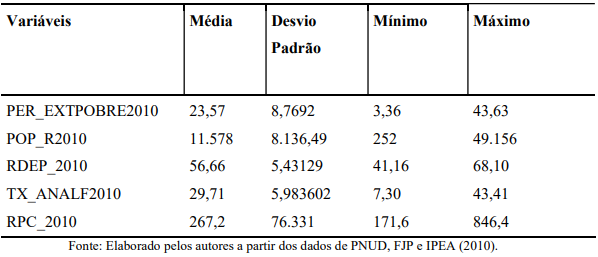 Variáveis Média Desvio Padrão Mínimo Máximo
PER_EXTPOBRE2010 23,57 8,7692 3,36 43,63
POP_R2010 11.578 8.136,49 252 49.156
RDEP_2010 56,66 5,43129 41,16 68,10
TX_ANALF2010 29,71 5,983602 7,30 43,41
RPC_2010 267,2 76.331 171,6 846,4
Fonte: Elaborado pelos autores a partir dos dados de PNUD, FJP e IPEA (2010).